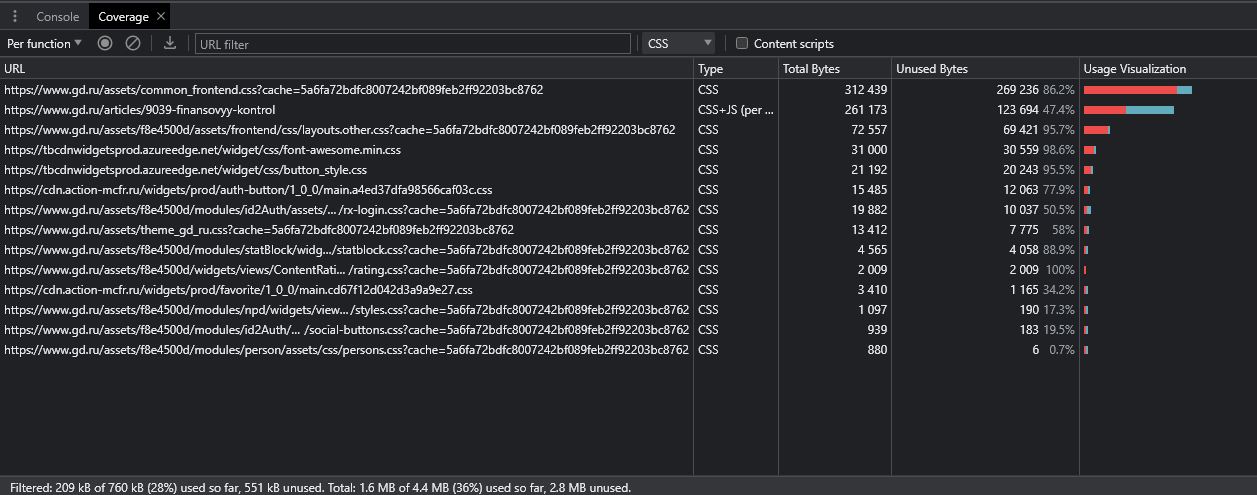 Console Coverage
Per function URL filter CSS Content scripts
URL Type Total Bytes Unused Bytes Usage Visualization
https://www.gd.ru/assets/common_frontend.css?cache=5a6fa72bdfc8007242bf089feb2ff92203bc8762 CSS 312 439 269 236 86.2%
https://www.gd.ru/articles/9039-finansovyy-kontrol CSS+JS (per ... 261 173 123 694 47.4%
https://www.gd.ru/assets/f8e4500d/assets/frontend/css/layouts.other.css?cache=5a6fa72bdfc8007242bf089feb2ff92203bc8762 CSS 72 557 69 421 95.7%
https://tbcdnwidgetsprod.azureedge.net/widget/css/font-awesome.min.css CSS 31 000 30 559 98.6%
https://tbcdnwidgetsprod.azureedge.net/widget/css/button_style.css CSS 21 192 20 243 95.5%
https://cdn.action-mcfr.ru/widgets/prod/auth-button/1_0_0/main.a4ed37dfa98566caf03c.css CSS 15 485 12 063 77.9%
https://www.gd.ru/assets/f8e4500d/modules/id2Auth/assets/... /rx-login.css?cache=5a6fa72bdfc8007242bf089feb2ff92203bc8762 CSS 19 882 10 037 50.5%
https://www.gd.ru/assets/theme_gd_ru.css?cache=5a6fa72bdfc8007242bf089feb2ff92203bc8762 CSS 13 412 7 775 58%
https://www.gd.ru/assets/f8e4500d/modules/statBlock/widg.../statblock.css?cache=5a6fa72bdfc8007242bf089feb2ff92203bc8762 CSS 4 565 4 058 88.9%
https://www.gd.ru/assets/f8e4500d/widgets/views/ContentRati... /rating.css?cache=5a6fa72bdfc8007242bf089feb2ff92203bc8762 CSS 2 009 2 009 100%
https://cdn.action-mcfr.ru/widgets/prod/favorite/1_0_0/main.cd67f12d042d3a9a9e27.css CSS 3 410 1 165 34.2%
https://www.gd.ru/assets/f8e4500d/modules/npd/widgets/view... /styles.css?cache=5a6fa72bdfc8007242bf089feb2ff92203bc8762 CSS 1 097 190 17.3%
https://www.gd.ru/assets/f8e4500d/modules/id2Auth/... /social-buttons.css?cache=5a6fa72bdfc8007242bf089feb2ff92203bc8762 CSS 939 183 19.5%
https://www.gd.ru/assets/f8e4500d/modules/person/assets/css/persons.css?cache=5a6fa72bdfc8007242bf089feb2ff92203bc8762 CSS 880 6 0.7%
Filtered: 209 kB of 760 kB (28%) used so far, 551 kB unused. Total: 1.6 MB of 4.4 MB (36%) used so far, 2.8 MB unused.